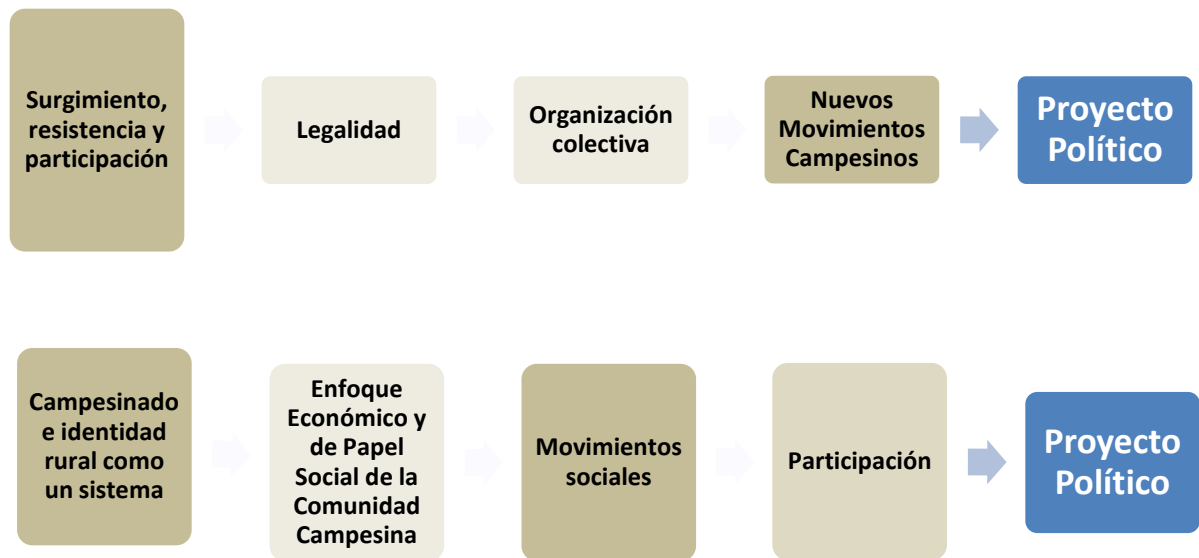 Surgimiento,
resistencia y
participación
Legalidad
Organización
colectiva
Nuevos
Movimientos
Campesinos
Proyecto
Político
Campesinado
e identidad
rural como
un sistema
Enfoque
Económico y
de Papel
Social de la
Comunidad
Campesina
Movimientos
sociales
Participación
Proyecto
Político